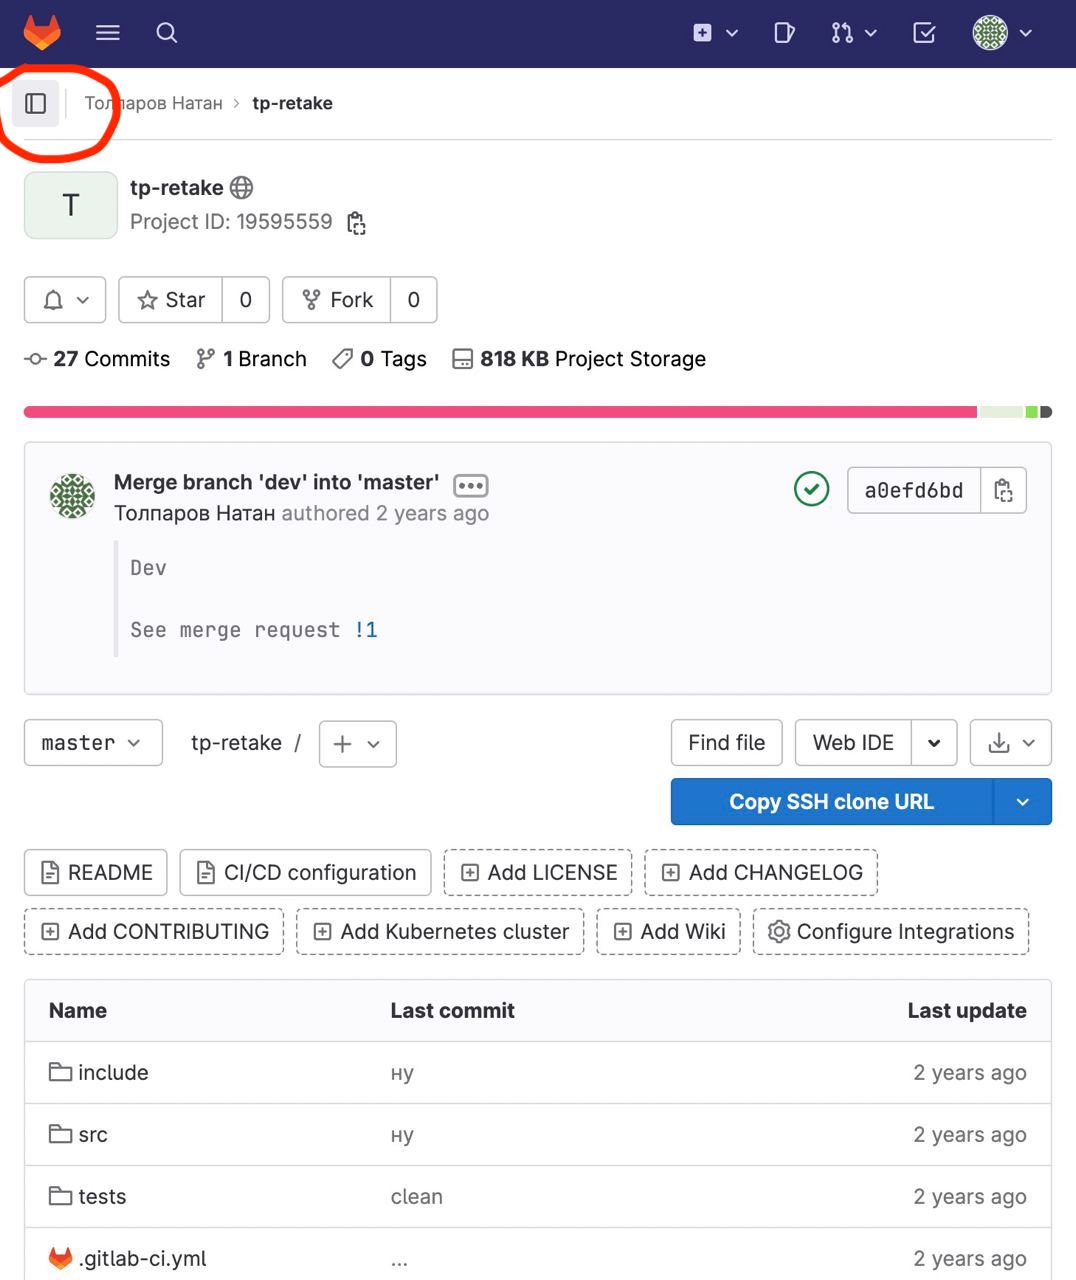 Толпаров Натан > tp-retake
T
tp-retake
Project ID: 19595559
Star 0 Fork 0
27 Commits 1 Branch 0 Tags 818 KB Project Storage
Merge branch 'dev' into 'master'
Толпаров Натан authored 2 years ago
a0efd6bd
Dev
See merge request !1
master tp-retake / + Find file Web IDE
Copy SSH clone URL
README CI/CD configuration Add LICENSE Add CHANGELOG
Add CONTRIBUTING Add Kubernetes cluster Add Wiki Configure Integrations
Name Last commit Last update
include ну 2 years ago
src ну 2 years ago
tests clean 2 years ago
.gitlab-ci.yml ... 2 years ago